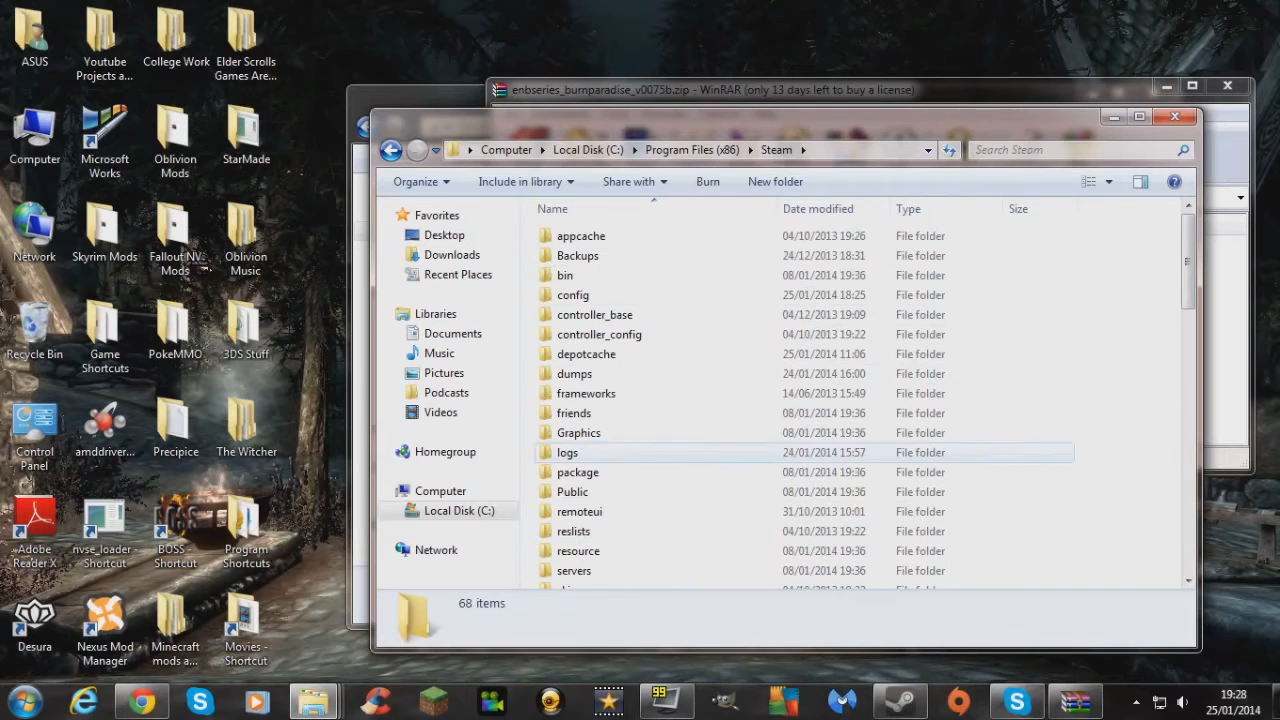 ASUS
Youtube
Projects a...
College Work
Elder Scrolls
Games Are...
Computer
Microsoft
Works
Oblivion
Mods
StarMade
Network
Skyrim Mods
Fallout NV
Mods
Oblivion
Music
Recycle Bin
Game
Shortcuts
PokeMMO
3DS Stuff
Control
Panel
amddriver...
Precipice
The Witcher
Adobe
Reader X
nvse_loader -
Shortcut
BOSS -
Shortcut
Program
Shortcuts
Desura
Nexus Mod
Manager
Minecraft
mods a...
Movies -
Shortcut
enbseries_burnparadise_v0075b.zip - WinRAR (only 13 days left to buy a license)
Computer Local Disk (C:) Program Files (x86) Steam
Search Steam
Organize Include in library Share with Burn New folder
Favorites
Desktop
Downloads
Recent Places
Libraries
Documents
Music
Pictures
Podcasts
Videos
Homegroup
Computer
Local Disk (C:)
Network
Name Date modified Type Size
appcache 04/10/2013 19:26 File folder
Backups 24/12/2013 18:31 File folder
bin 08/01/2014 19:36 File folder
config 25/01/2014 18:25 File folder
controller_base 04/12/2013 19:09 File folder
controller_config 04/10/2013 19:22 File folder
depotcache 25/01/2014 11:06 File folder
dumps 24/01/2014 16:00 File folder
frameworks 14/06/2013 15:49 File folder
friends 08/01/2014 19:36 File folder
Graphics 08/01/2014 19:36 File folder
logs 24/01/2014 15:57 File folder
package 08/01/2014 19:36 File folder
Public 08/01/2014 19:36 File folder
remoteui 31/10/2013 10:01 File folder
reslists 04/10/2013 19:22 File folder
resource 08/01/2014 19:36 File folder
servers 08/01/2014 19:36 File folder
68 items
99
19:28
25/01/2014